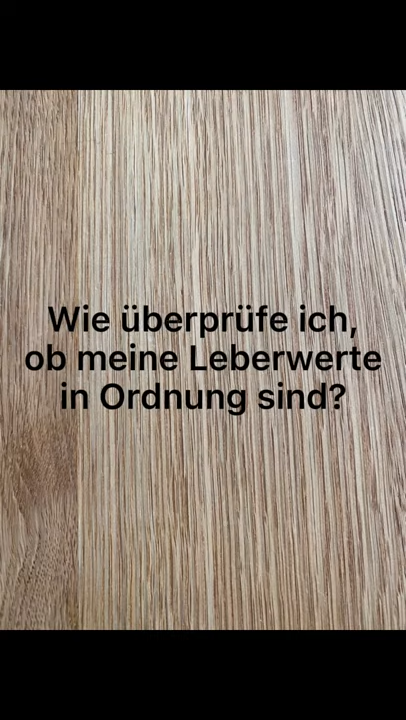 Wie überprüfe ich,
ob meine Leberwerte
in Ordnung sind?